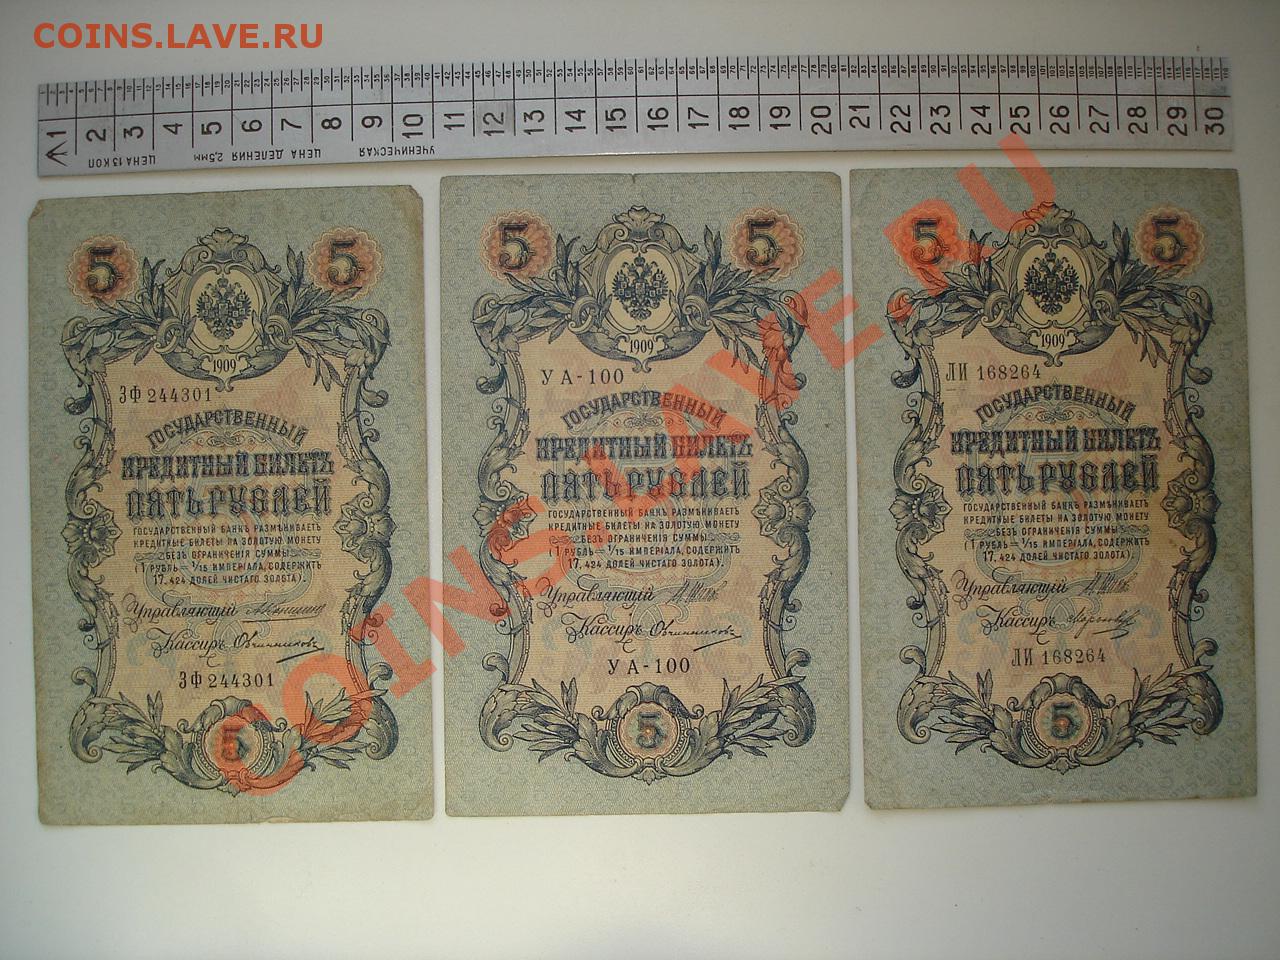 COINS.LAVE.RU
1 2 3 4 5 6 7 8 9 10 11 12 13 14 15 16 17 18 19 20 21 22 23 24 25 26 27 28 29 30
ЦЕНА 15 КОП 2,5мм ЦЕНА ДЕЛЕНИЯ УЧЕНИЧЕСКАЯ
5 5
1909
ЗФ 244301
ГОСУДАРСТВЕННЫЙ
КРЕДИТНЫЙ БИЛЕТЪ
ПЯТЬ РУБЛЕЙ
ГОСУДАРСТВЕННЫЙ БАНКЪ РАЗМѢНИВАЕТЪ
КРЕДИТНЫЕ БИЛЕТЫ НА ЗОЛОТУЮ МОНЕТУ
БЕЗЪ ОГРАНИЧЕНІЯ СУММЫ
(1 РУБЛЬ = 1/15 ИМПЕРІАЛА, СОДЕРЖИТЪ
17,424 ДОЛЕЙ ЧИСТАГО ЗОЛОТА).
Управляющій
Кассиръ Овчинниковъ
ЗФ 244301
5
5 5
1909
УА-100
ГОСУДАРСТВЕННЫЙ
КРЕДИТНЫЙ БИЛЕТЪ
ПЯТЬ РУБЛЕЙ
ГОСУДАРСТВЕННЫЙ БАНКЪ РАЗМѢНИВАЕТЪ
КРЕДИТНЫЕ БИЛЕТЫ НА ЗОЛОТУЮ МОНЕТУ
БЕЗЪ ОГРАНИЧЕНІЯ СУММЫ
(1 РУБЛЬ = 1/15 ИМПЕРІАЛА, СОДЕРЖИТЪ
17,424 ДОЛЕЙ ЧИСТАГО ЗОЛОТА).
Управляющій
Кассиръ Овчинниковъ
УА-100
5
5 5
1909
ЛИ 168264
ГОСУДАРСТВЕННЫЙ
КРЕДИТНЫЙ БИЛЕТЪ
ПЯТЬ РУБЛЕЙ
ГОСУДАРСТВЕННЫЙ БАНКЪ РАЗМѢНИВАЕТЪ
КРЕДИТНЫЕ БИЛЕТЫ НА ЗОЛОТУЮ МОНЕТУ
БЕЗЪ ОГРАНИЧЕНІЯ СУММЫ
(1 РУБЛЬ = 1/15 ИМПЕРІАЛА, СОДЕРЖИТЪ
17,424 ДОЛЕЙ ЧИСТАГО ЗОЛОТА).
Управляющій
Кассиръ
ЛИ 168264
5
COINS.LAVE.RU